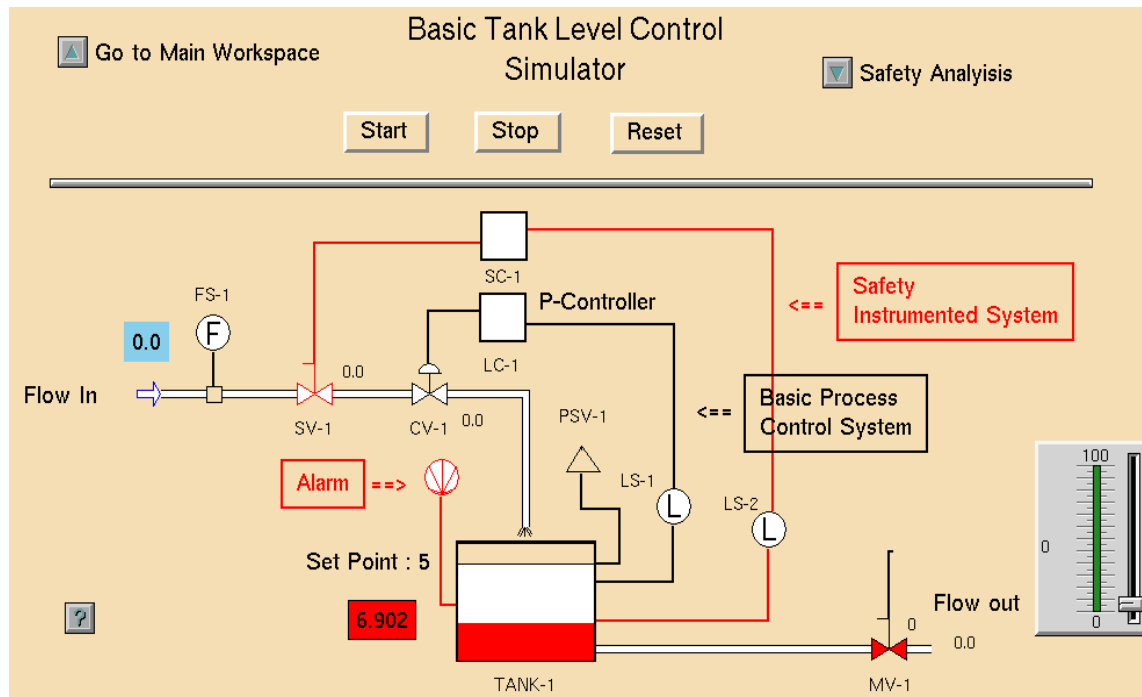 Basic Tank Level Control
Simulator
Go to Main Workspace
Safety Analyisis
Start
Stop
Reset
SC-1
Safety
Instrumented System
<==
FS-1
F
P-Controller
LC-1
0.0
Flow In
0.0
SV-1
CV-1
0.0
PSV-1
<==
Basic Process
Control System
Alarm
==>
LS-1
L
LS-2
L
100
0
0
Set Point : 5
6.902
Flow out
0
0.0
?
TANK-1
MV-1